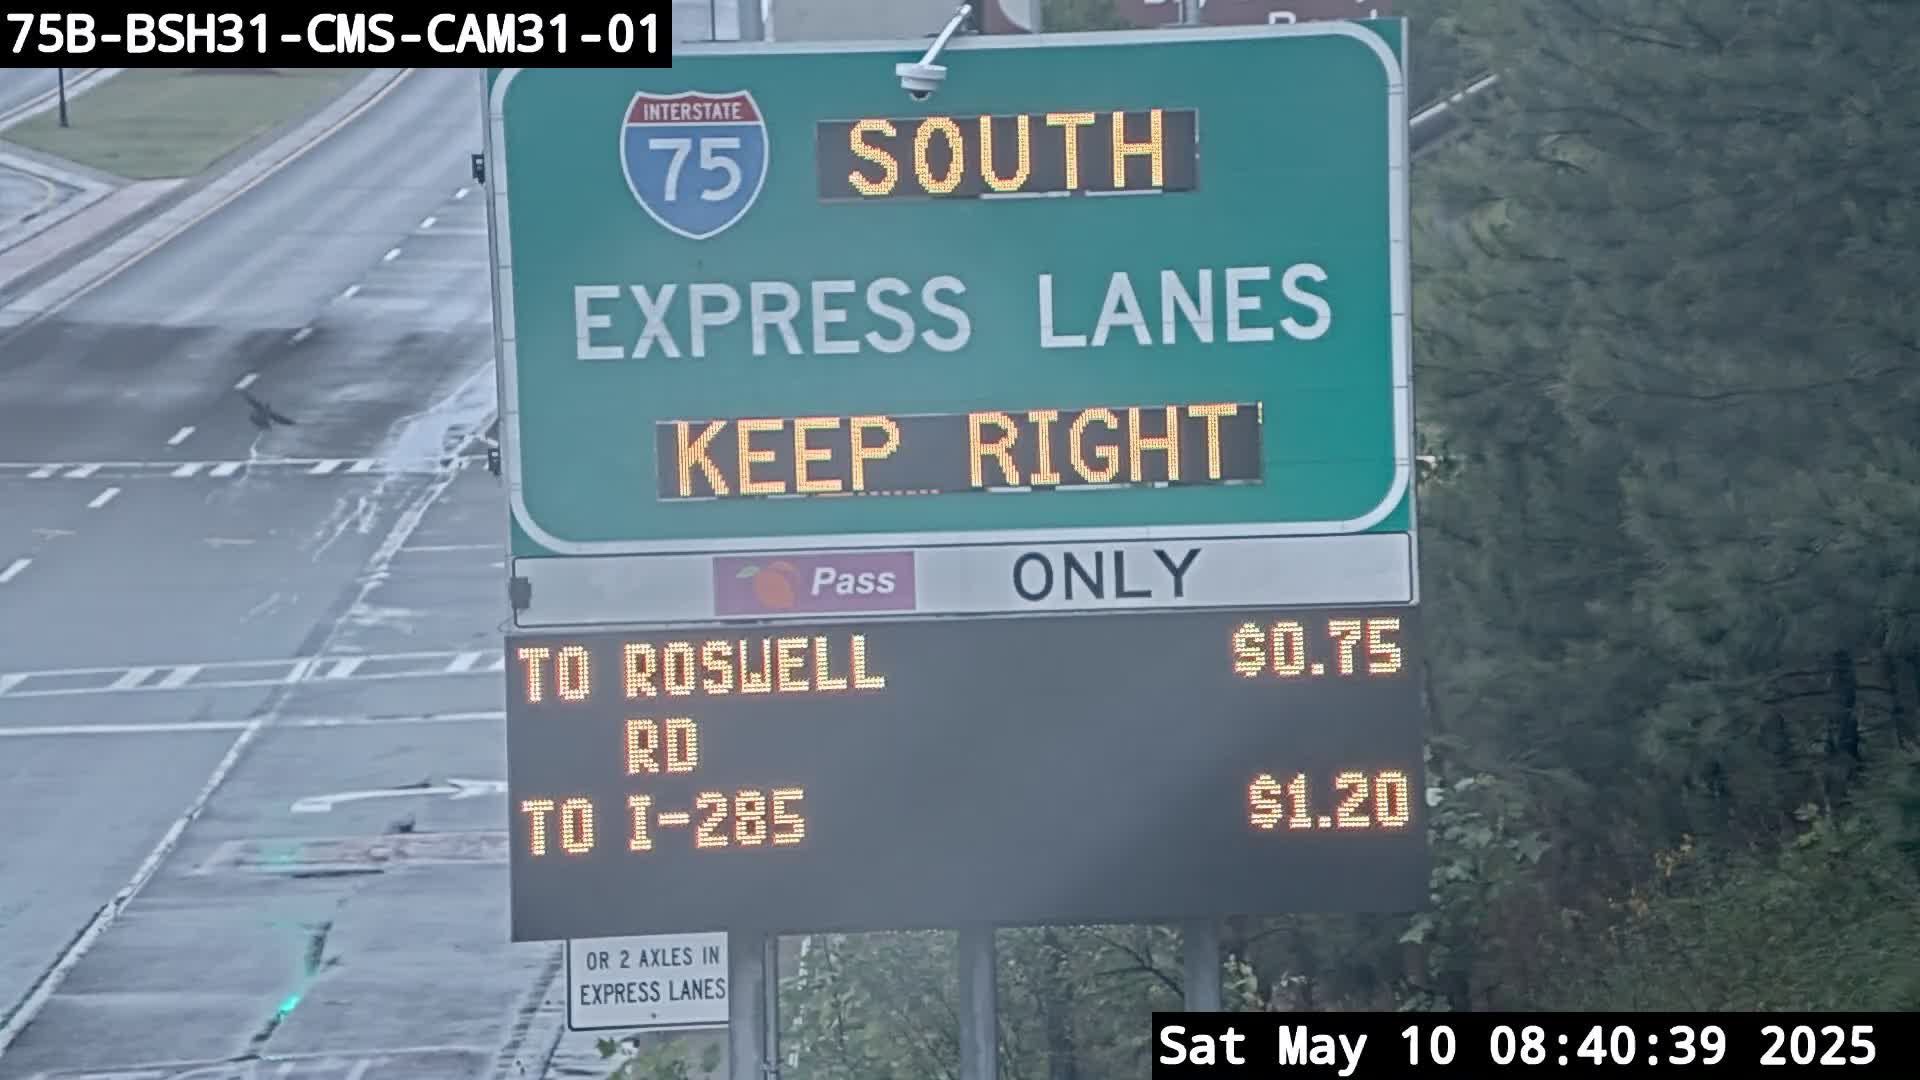 75B-BSH31-CMS-CAM31-01
INTERSTATE
75
SOUTH
EXPRESS LANES
KEEP RIGHT
Pass
ONLY
TO ROSWELL $0.75
RD
TO I-285 $1.20
OR 2 AXLES IN
EXPRESS LANES
Sat May 10 08:40:39 2025